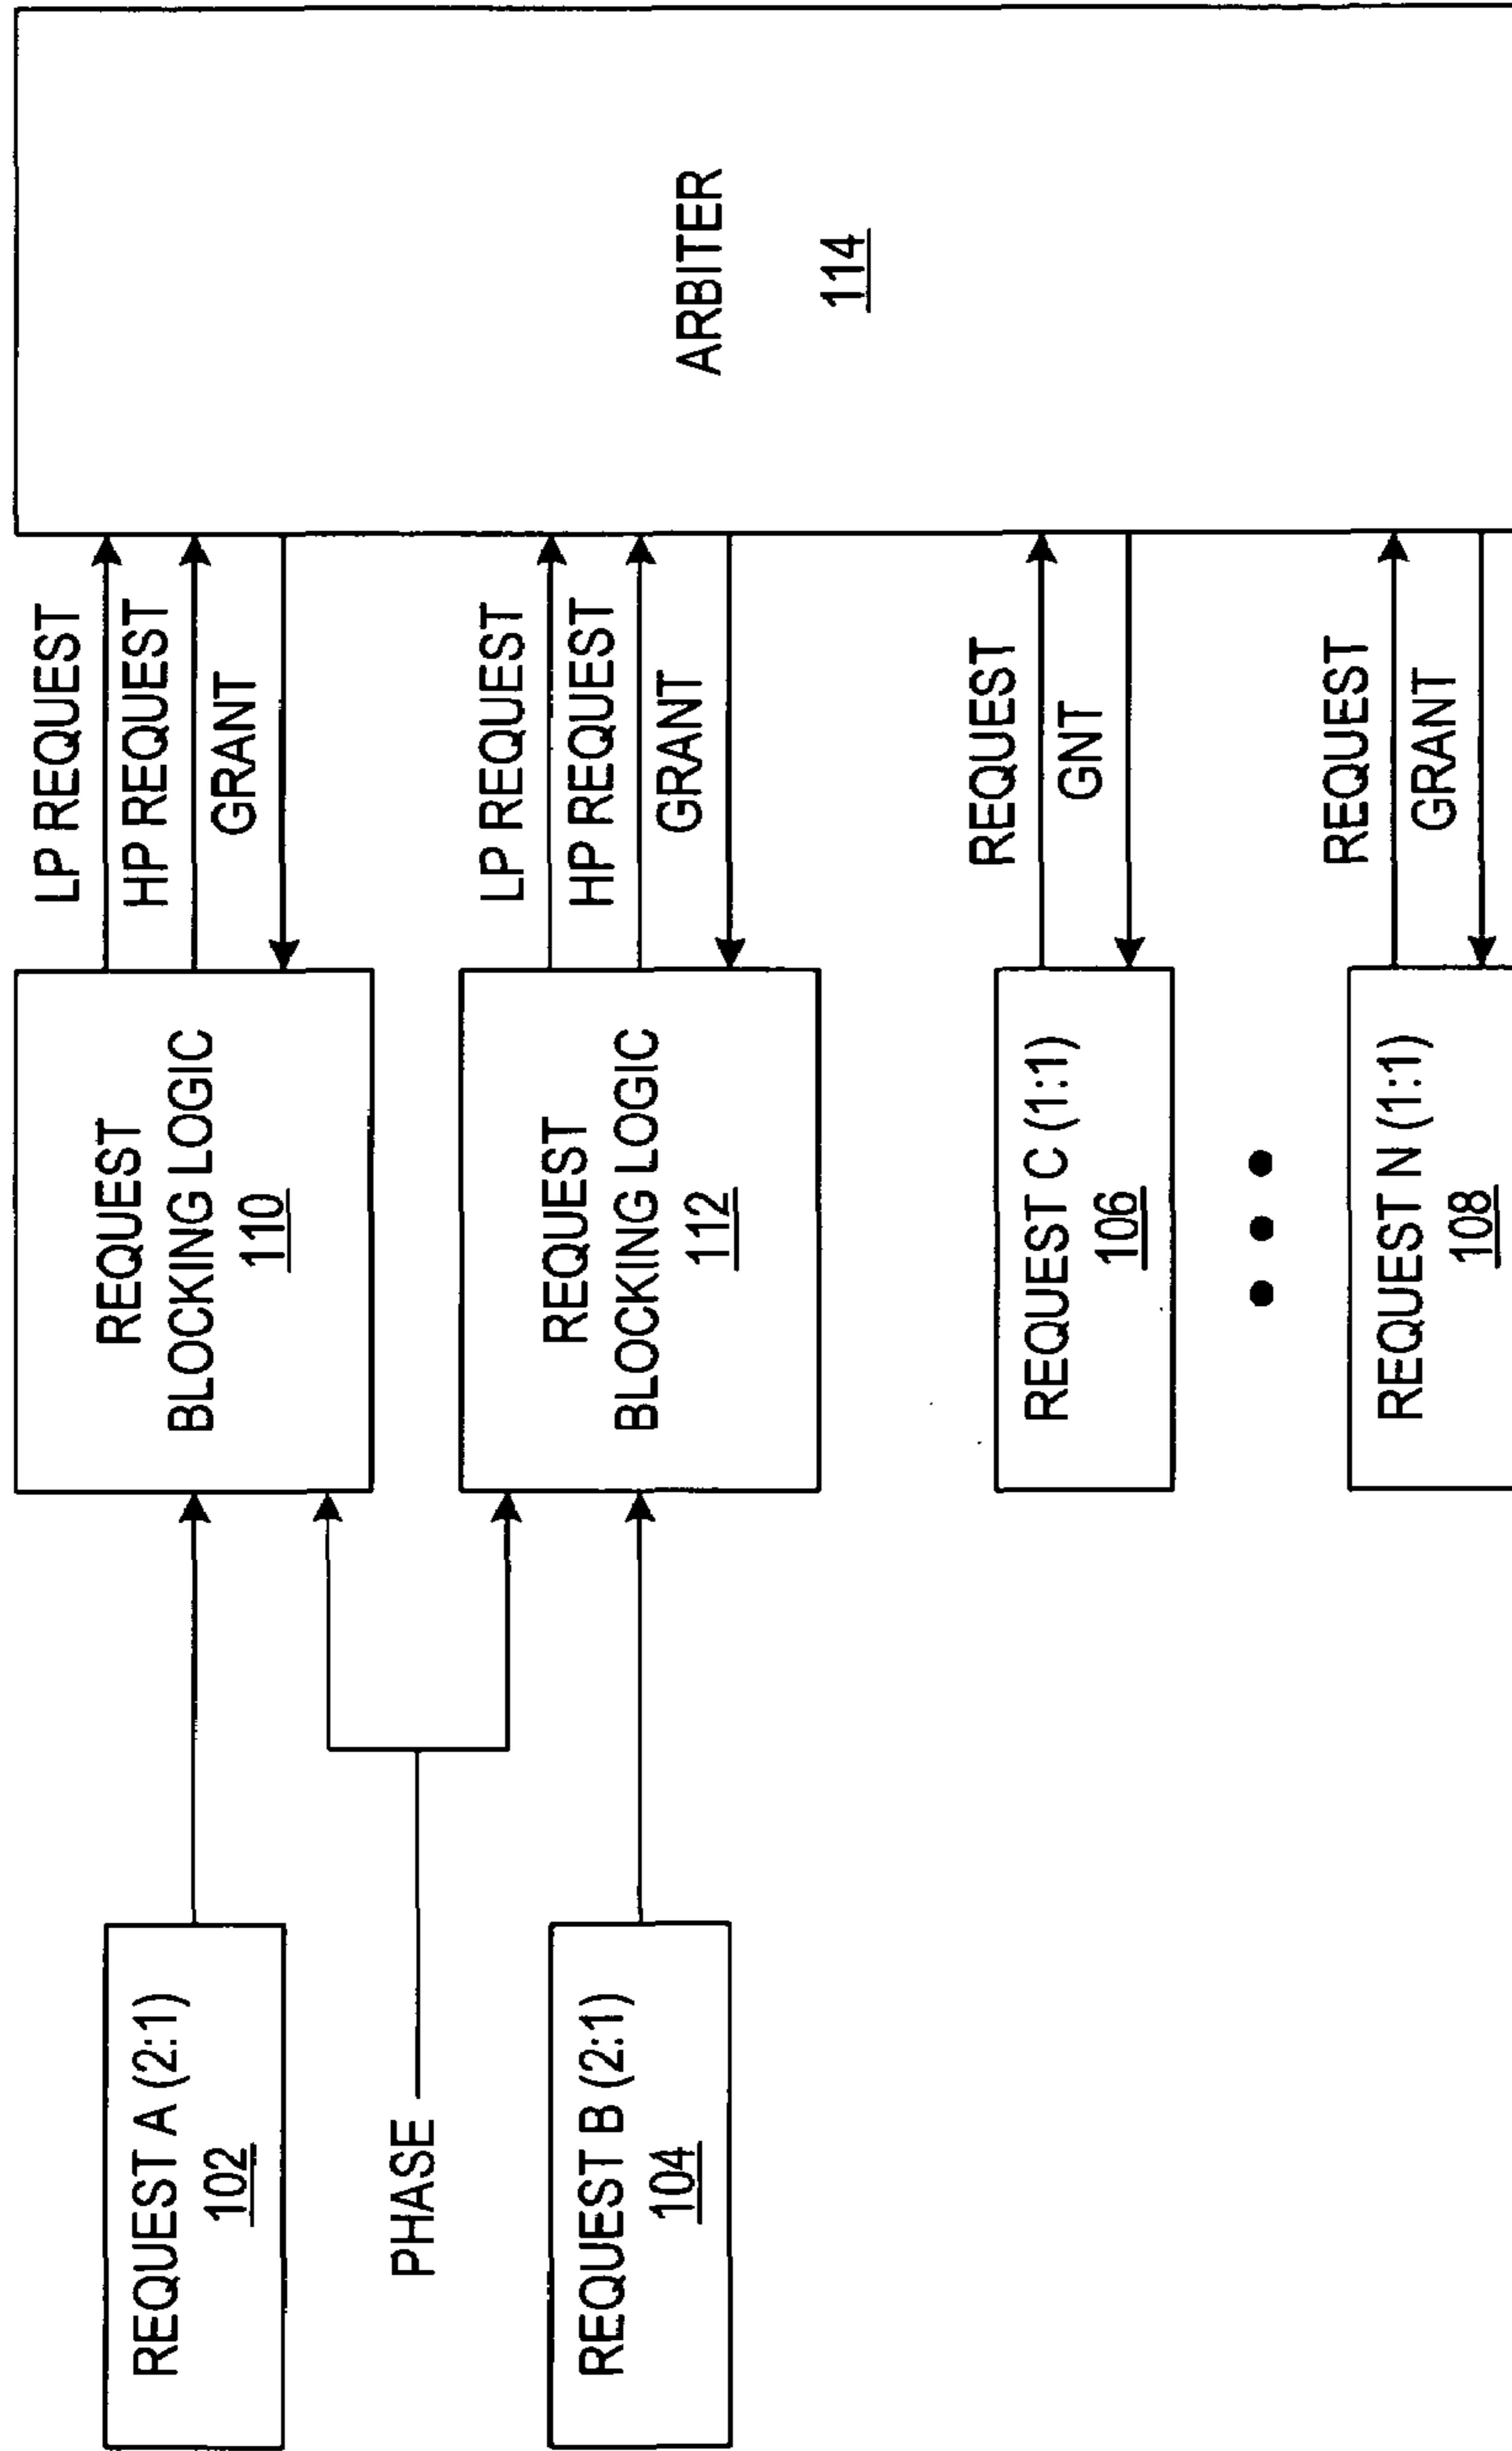 REQUEST A (2:1)
102
PHASE
REQUEST B (2:1)
104
REQUEST
BLOCKING LOGIC
110
REQUEST
BLOCKING LOGIC
112
REQUEST C (1:1)
106
REQUEST N (1:1)
108
LP REQUEST
HP REQUEST
GRANT
LP REQUEST
HP REQUEST
GRANT
REQUEST
GNT
REQUEST
GRANT
ARBITER
114